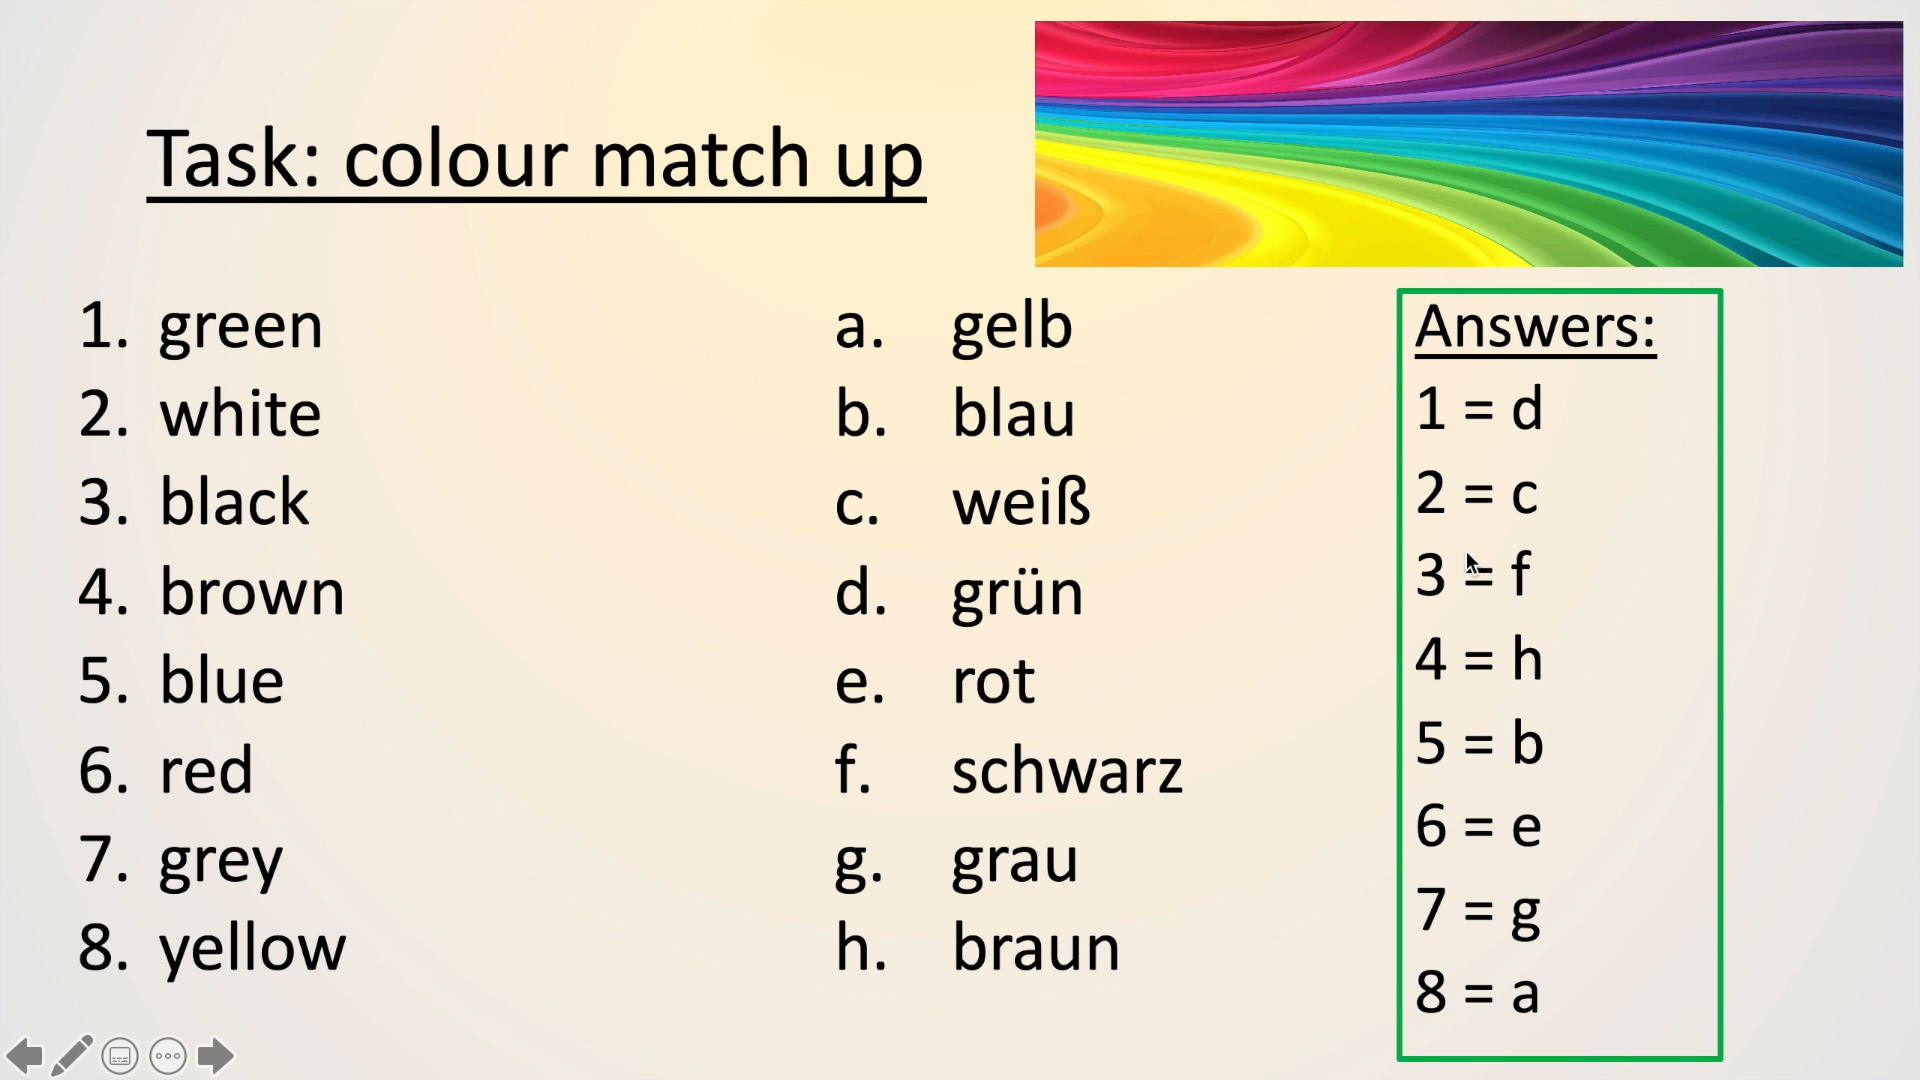 Task: colour match up
1. green
2. white
3. black
4. brown
5. blue
6. red
7. grey
8. yellow
a. gelb
b. blau
c. weiß
d. grün
e. rot
f. schwarz
g. grau
h. braun
Answers:
1 = d
2 = c
3 = f
4 = h
5 = b
6 = e
7 = g
8 = a